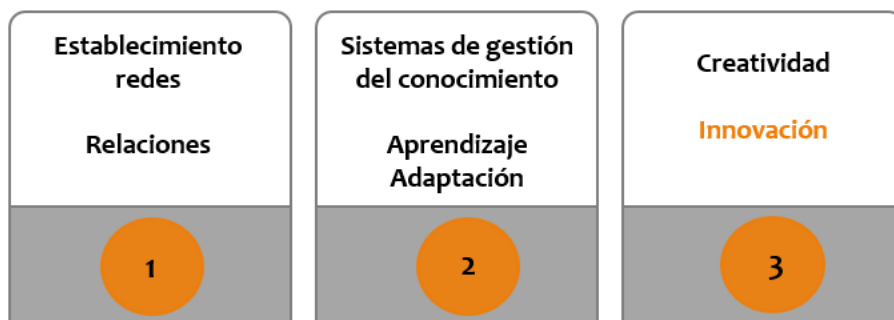 Establecimiento
redes
Relaciones
1
Sistemas de gestión
del conocimiento
Aprendizaje
Adaptación
2
Creatividad
Innovación
3